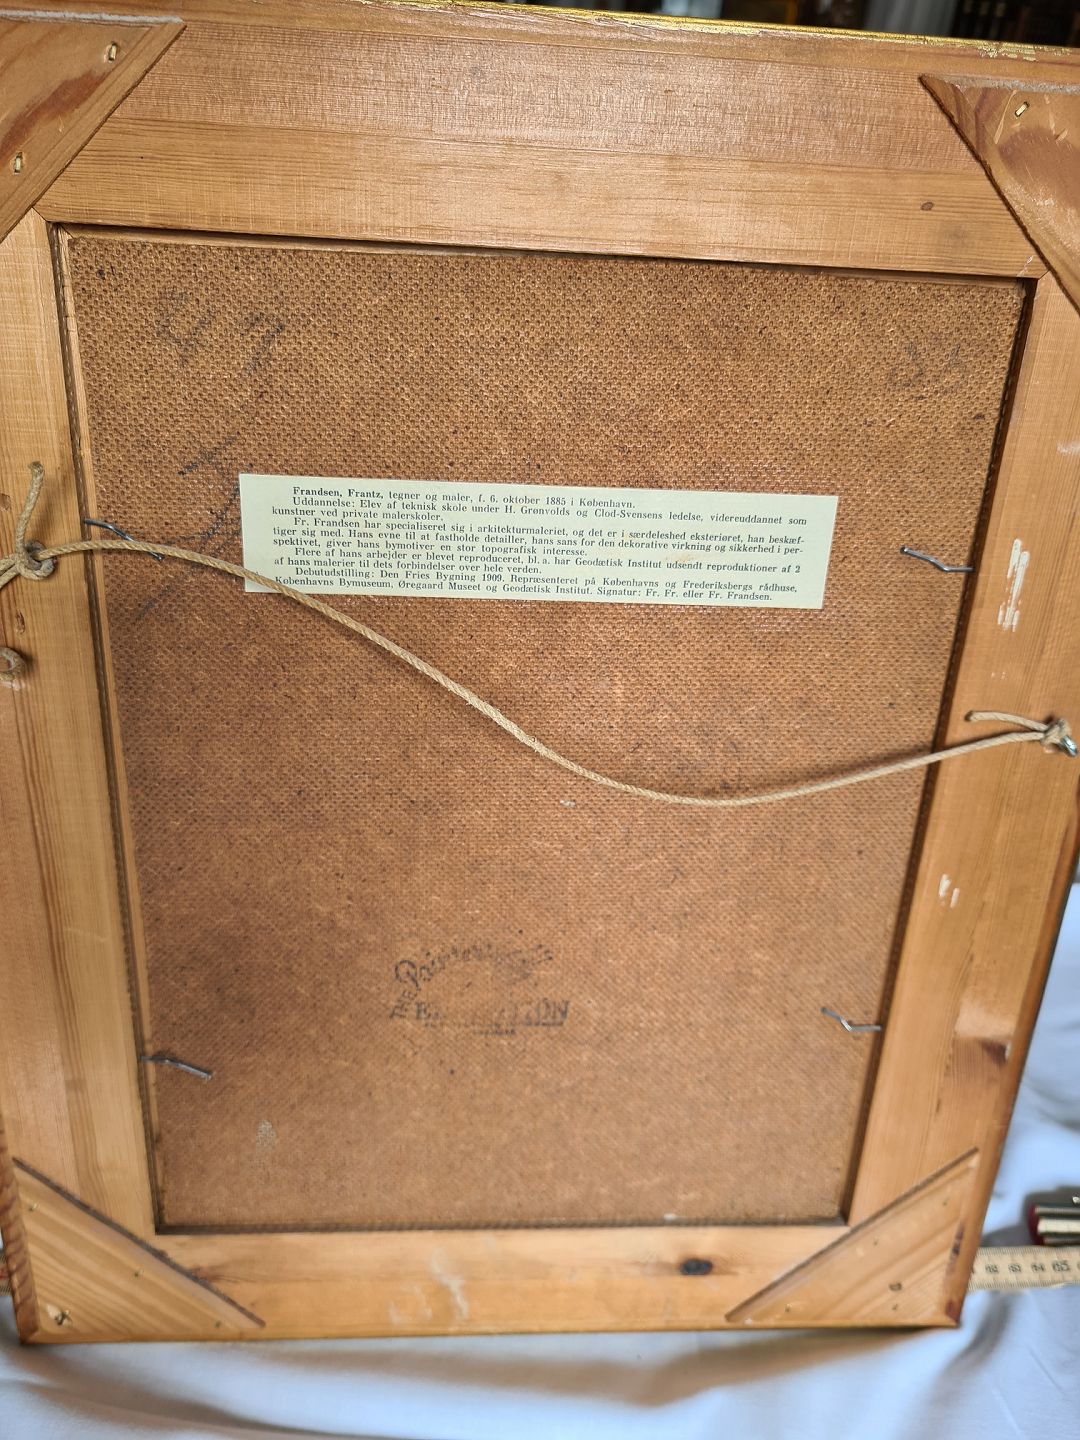 Frandsen, Frantz, tegner og maler, f. 6. oktober 1885 i København.
Uddannelse: Elev af teknisk skole under H. Grønvolds og Clod-Svensens ledelse, videreuddannet som
kunstner ved private malerskoler.
Fr. Frandsen har specialiseret sig i arkitekturmaleriet, og det er i særdeleshed eksteriøret, han beskæf-
tiger sig med. Hans evne til at fastholde detailler, hans sans for den dekorative virkning og sikkerhed i per-
spektivet, giver hans bymotiver en stor topografisk interesse.
Flere af hans arbejder er blevet reproduceret, bl. a. har Geodætisk Institut udsendt reproduktioner af 2
af hans malerier til dets forbindelser over hele verden.
Debutudstilling: Den Fries Bygning 1909. Repræsenteret på Københavns og Frederiksbergs rådhuse,
Københavns Bymuseum, Øregaard Museet og Geodætisk Institut. Signatur: Fr. Fr. eller Fr. Frandsen.
THE